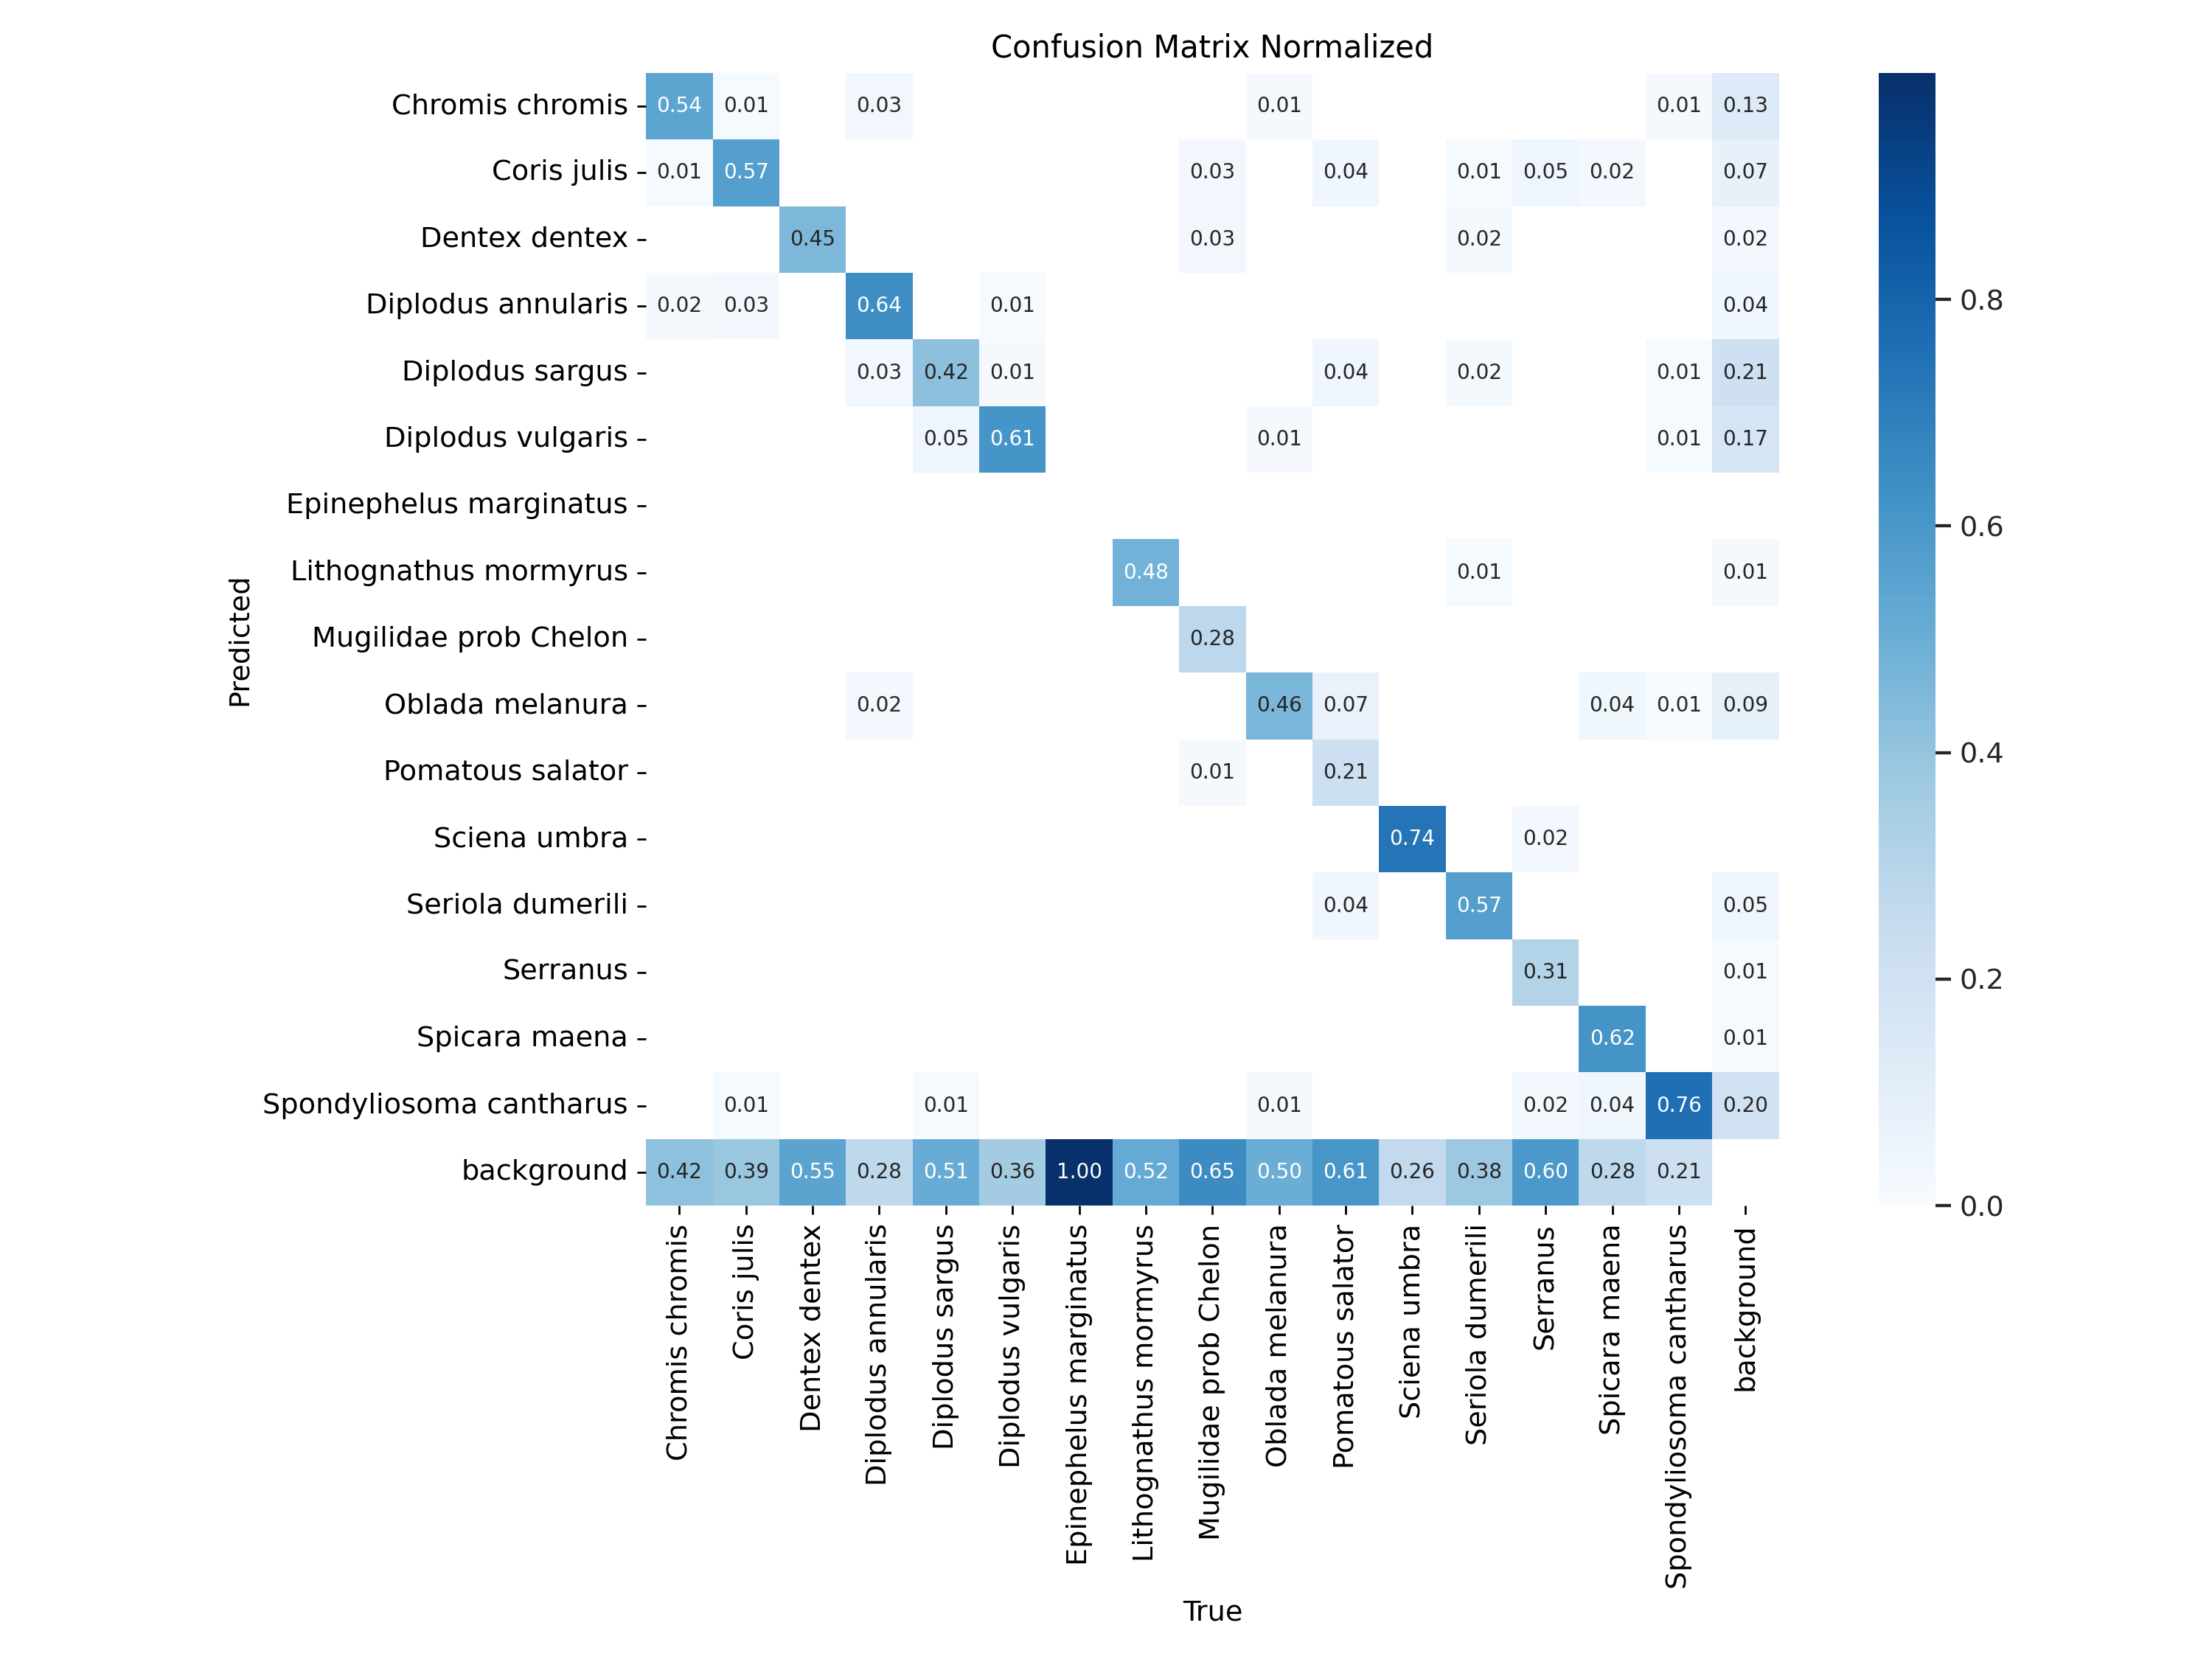 Confusion Matrix Normalized
Chromis chromis 0.54 0.01 0.03 0.01 0.01 0.13
Coris julis 0.01 0.57 0.03 0.04 0.01 0.05 0.02 0.07
Dentex dentex 0.45 0.03 0.02 0.02
Diplodus annularis 0.02 0.03 0.64 0.01 0.04
Diplodus sargus 0.03 0.42 0.01 0.04 0.02 0.01 0.21
Diplodus vulgaris 0.05 0.61 0.01 0.01 0.17
Epinephelus marginatus
Lithognathus mormyrus 0.48 0.01 0.01
Mugilidae prob Chelon 0.28
Oblada melanura 0.02 0.46 0.07 0.04 0.01 0.09
Pomatous salator 0.01 0.21
Sciena umbra 0.74 0.02
Seriola dumerili 0.04 0.57 0.05
Serranus 0.31 0.01
Spicara maena 0.62 0.01
Spondyliosoma cantharus 0.01 0.01 0.01 0.02 0.04 0.76 0.20
background 0.42 0.39 0.55 0.28 0.51 0.36 1.00 0.52 0.65 0.50 0.61 0.26 0.38 0.60 0.28 0.21
Predicted
Chromis chromis
Coris julis
Dentex dentex
Diplodus annularis
Diplodus sargus
Diplodus vulgaris
Epinephelus marginatus
Lithognathus mormyrus
Mugilidae prob Chelon
Oblada melanura
Pomatous salator
Sciena umbra
Seriola dumerili
Serranus
Spicara maena
Spondyliosoma cantharus
background
True
0.8
0.6
0.4
0.2
0.0